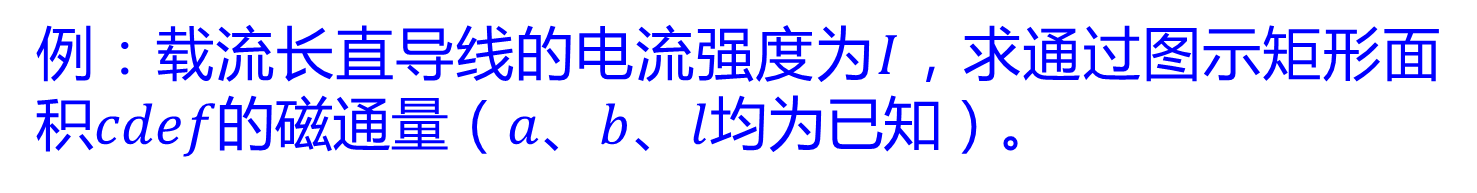 例：载流长直导线的电流强度为I，求通过图示矩形面
积cdef的磁通量（a、b、l均为已知）。